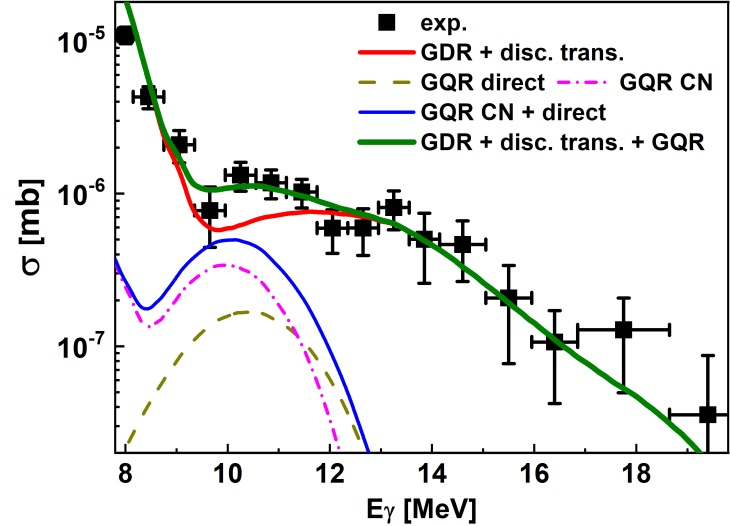 exp.
GDR + disc. trans.
GQR direct GQR CN
GQR CN + direct
GDR + disc. trans. + GQR
10-5
10-6
10-7
σ [mb]
8 10 12 14 16 18
Eγ [MeV]